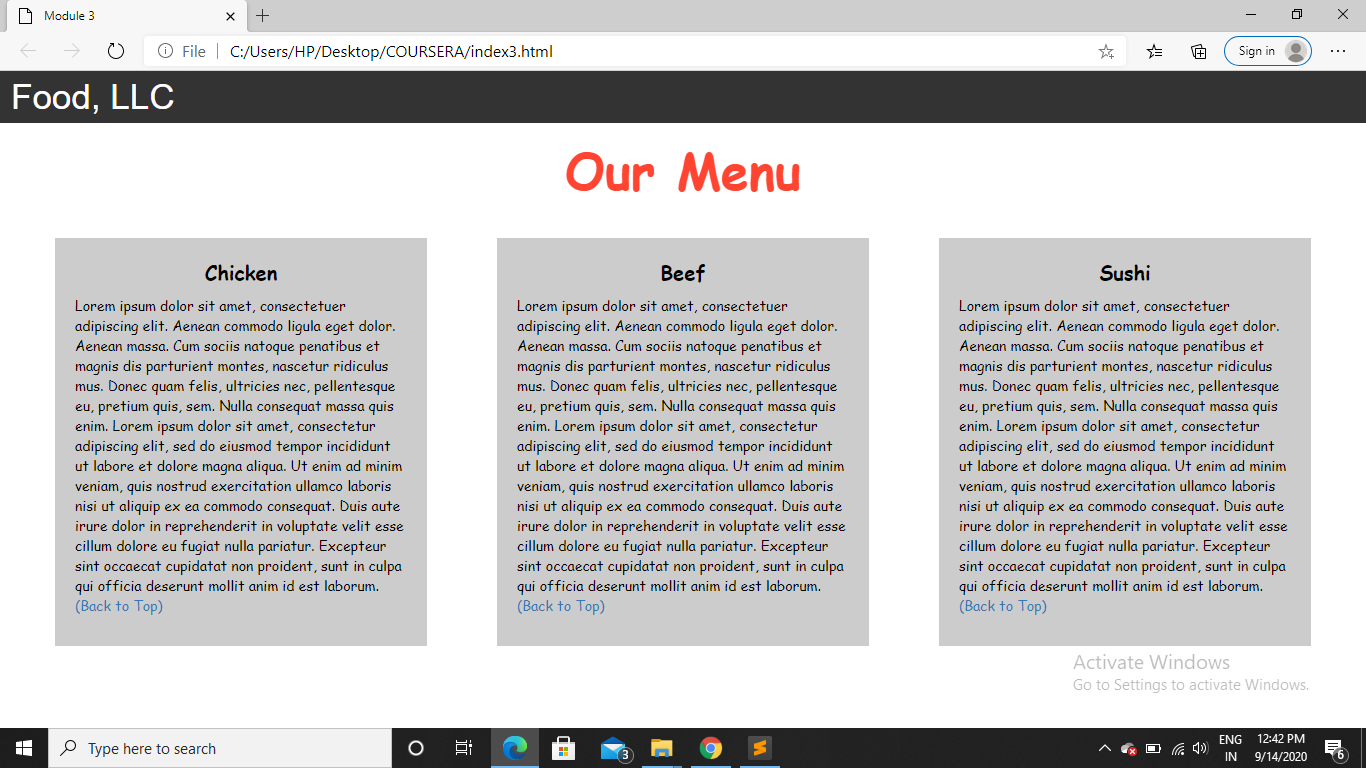 Module 3
File
C:/Users/HP/Desktop/COURSERA/index3.html
Sign in
Food, LLC
Our Menu
Chicken
Lorem ipsum dolor sit amet, consectetuer
adipiscing elit. Aenean commodo ligula eget dolor.
Aenean massa. Cum sociis natoque penatibus et
magnis dis parturient montes, nascetur ridiculus
mus. Donec quam felis, ultricies nec, pellentesque
eu, pretium quis, sem. Nulla consequat massa quis
enim. Lorem ipsum dolor sit amet, consectetur
adipiscing elit, sed do eiusmod tempor incididunt
ut labore et dolore magna aliqua. Ut enim ad minim
veniam, quis nostrud exercitation ullamco laboris
nisi ut aliquip ex ea commodo consequat. Duis aute
irure dolor in reprehenderit in voluptate velit esse
cillum dolore eu fugiat nulla pariatur. Excepteur
sint occaecat cupidatat non proident, sunt in culpa
qui officia deserunt mollit anim id est laborum.
(Back to Top)
Beef
Lorem ipsum dolor sit amet, consectetuer
adipiscing elit. Aenean commodo ligula eget dolor.
Aenean massa. Cum sociis natoque penatibus et
magnis dis parturient montes, nascetur ridiculus
mus. Donec quam felis, ultricies nec, pellentesque
eu, pretium quis, sem. Nulla consequat massa quis
enim. Lorem ipsum dolor sit amet, consectetur
adipiscing elit, sed do eiusmod tempor incididunt
ut labore et dolore magna aliqua. Ut enim ad minim
veniam, quis nostrud exercitation ullamco laboris
nisi ut aliquip ex ea commodo consequat. Duis aute
irure dolor in reprehenderit in voluptate velit esse
cillum dolore eu fugiat nulla pariatur. Excepteur
sint occaecat cupidatat non proident, sunt in culpa
qui officia deserunt mollit anim id est laborum.
(Back to Top)
Sushi
Lorem ipsum dolor sit amet, consectetuer
adipiscing elit. Aenean commodo ligula eget dolor.
Aenean massa. Cum sociis natoque penatibus et
magnis dis parturient montes, nascetur ridiculus
mus. Donec quam felis, ultricies nec, pellentesque
eu, pretium quis, sem. Nulla consequat massa quis
enim. Lorem ipsum dolor sit amet, consectetur
adipiscing elit, sed do eiusmod tempor incididunt
ut labore et dolore magna aliqua. Ut enim ad minim
veniam, quis nostrud exercitation ullamco laboris
nisi ut aliquip ex ea commodo consequat. Duis aute
irure dolor in reprehenderit in voluptate velit esse
cillum dolore eu fugiat nulla pariatur. Excepteur
sint occaecat cupidatat non proident, sunt in culpa
qui officia deserunt mollit anim id est laborum.
(Back to Top)
Activate Windows
Go to Settings to activate Windows.
Type here to search
3
ENG
IN
12:42 PM
9/14/2020
6